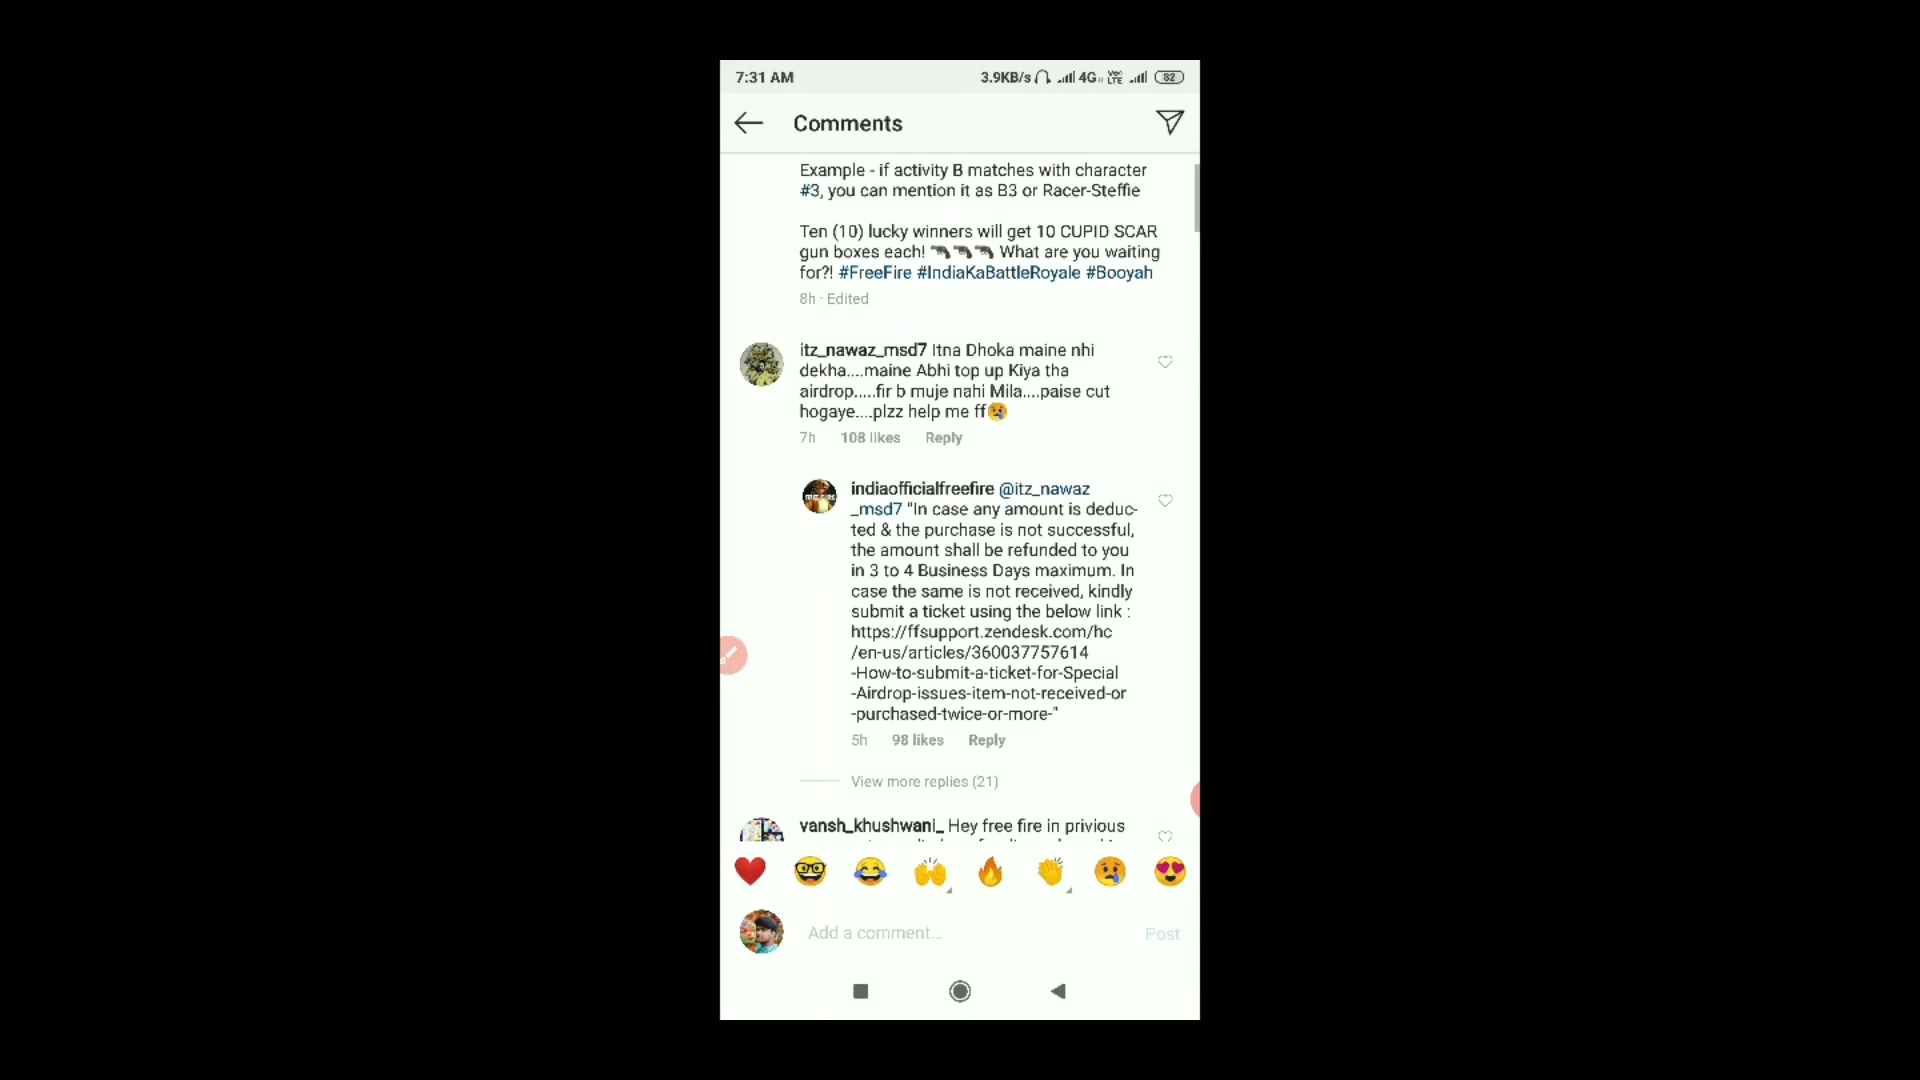 7:31 AM 3.9KB/s 4G Vo) LTE 82
Comments
Example - if activity B matches with character
#3, you can mention it as B3 or Racer-Steffie
Ten (10) lucky winners will get 10 CUPID SCAR
gun boxes each! 🔫🔫🔫 What are you waiting
for?! #FreeFire #IndiaKaBattleRoyale #Booyah
8h · Edited
itz_nawaz_msd7 Itna Dhoka maine nhi
dekha....maine Abhi top up Kiya tha
airdrop.....fir b muje nahi Mila....paise cut
hogaye....plzz help me ff😢
7h 108 likes Reply
indiaofficialfreefire @itz_nawaz
_msd7 "In case any amount is deduc-
ted & the purchase is not successful,
the amount shall be refunded to you
in 3 to 4 Business Days maximum. In
case the same is not received, kindly
submit a ticket using the below link :
https://ffsupport.zendesk.com/hc
/en-us/articles/360037757614
-How-to-submit-a-ticket-for-Special
-Airdrop-issues-item-not-received-or
-purchased-twice-or-more-"
5h 98 likes Reply
View more replies (21)
vansh_khushwani_ Hey free fire in privious
Add a comment... Post